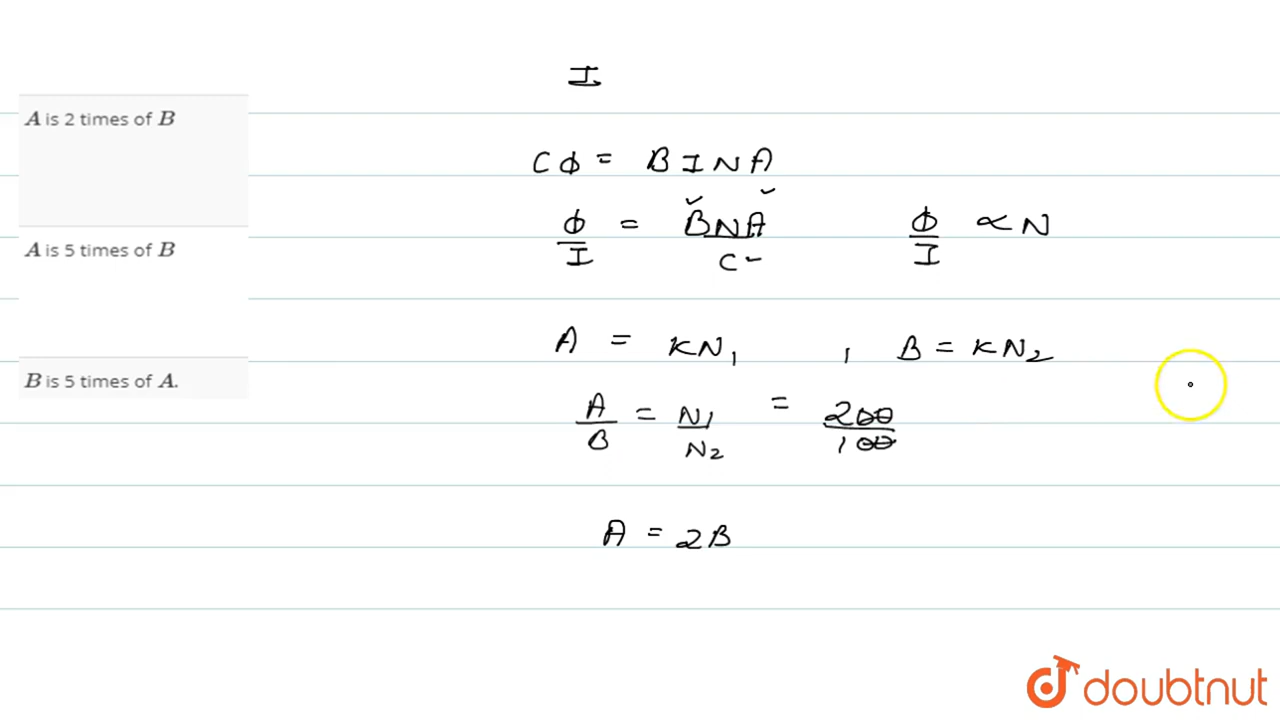 I.
A is 2 times of B
Cϕ = BINA
ϕ/I = BNA/C ϕ/I ∝ N
A is 5 times of B
A = KN₁ , B = KN₂
B is 5 times of A.
A/B = N₁/N₂ = 200/100
A = 2B
doubtnut